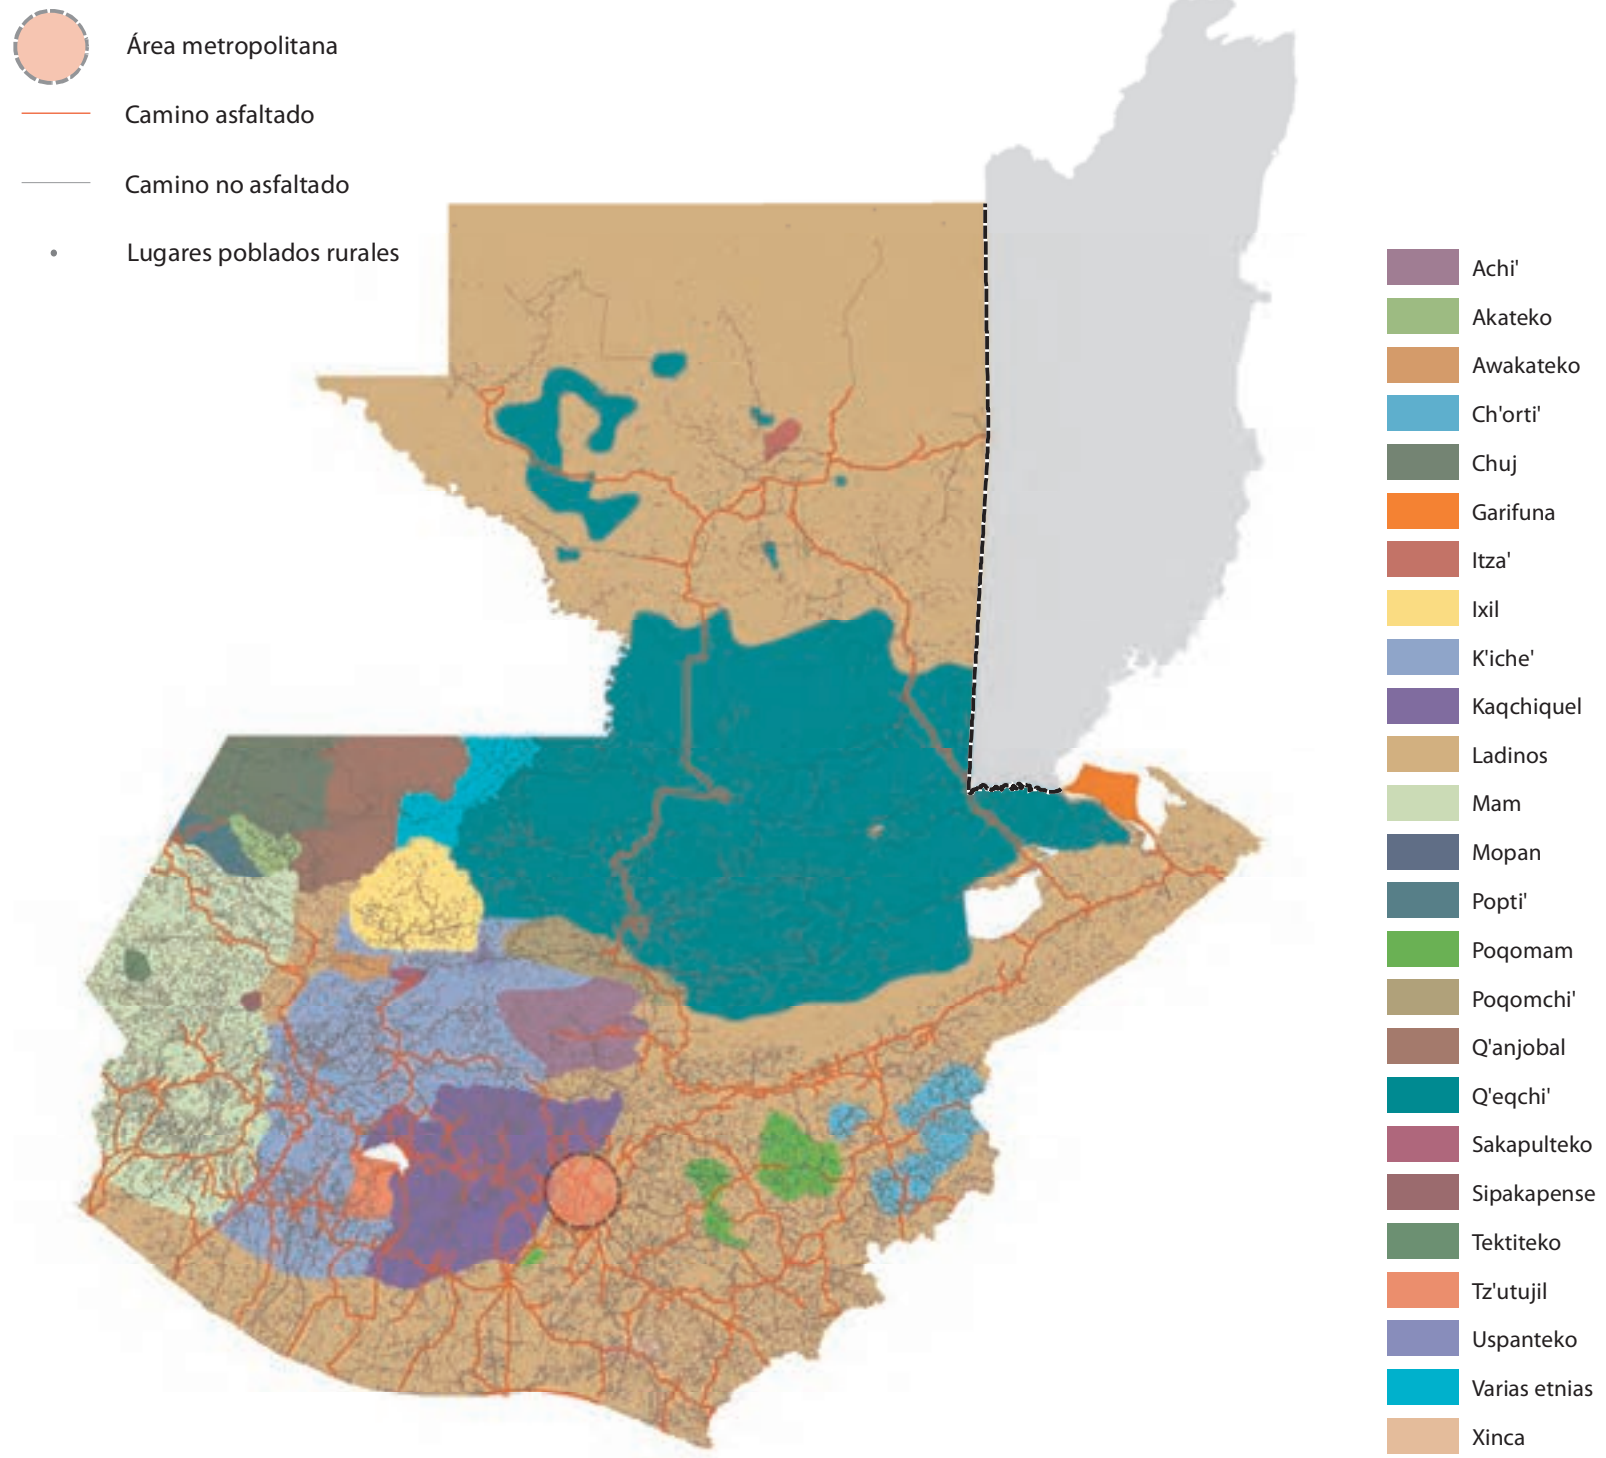 Área metropolitana
Camino asfaltado
Camino no asfaltado
Lugares poblados rurales
Achi'
Akateko
Awakateko
Ch'orti'
Chuj
Garifuna
Itza'
Ixil
K'iche'
Kaqchiquel
Ladinos
Mam
Mopan
Popti'
Poqomam
Poqomchi'
Q'anjobal
Q'eqchi'
Sakapulteko
Sipakapense
Tektiteko
Tz'utujil
Uspanteko
Varias etnias
Xinca